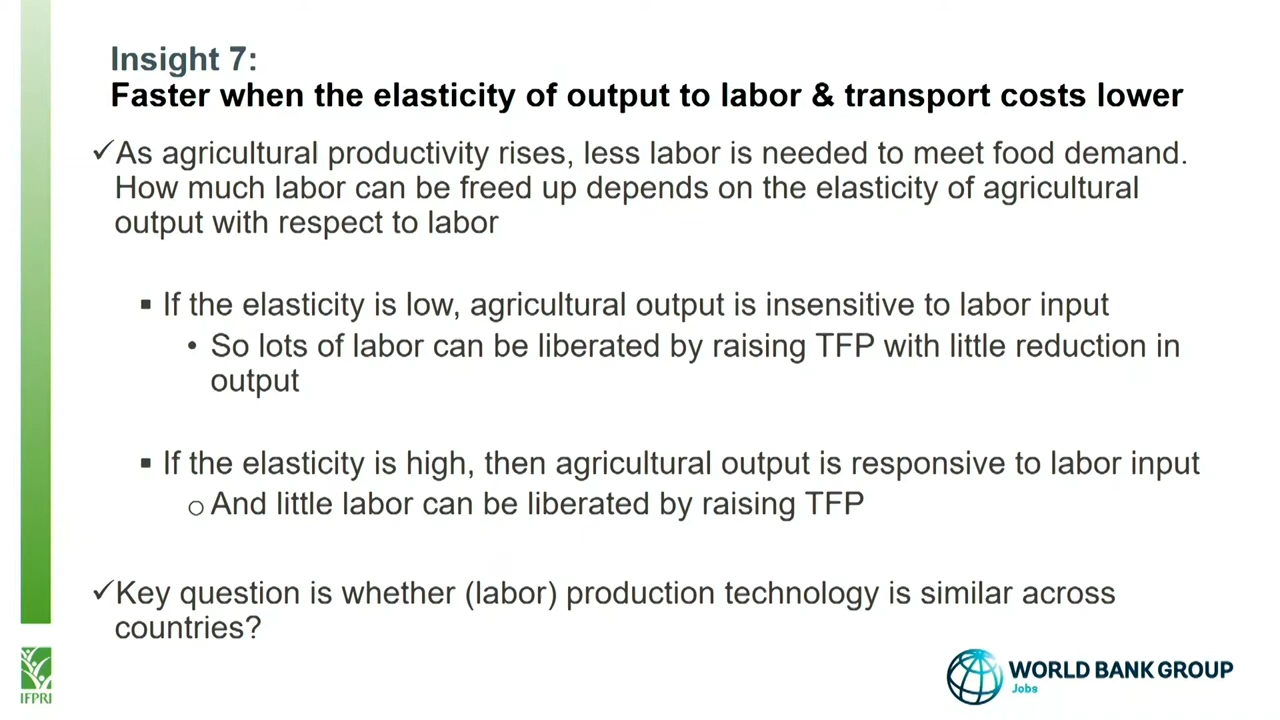 Insight 7:
Faster when the elasticity of output to labor & transport costs lower
✓As agricultural productivity rises, less labor is needed to meet food demand.
How much labor can be freed up depends on the elasticity of agricultural
output with respect to labor
▪ If the elasticity is low, agricultural output is insensitive to labor input
• So lots of labor can be liberated by raising TFP with little reduction in
output
▪ If the elasticity is high, then agricultural output is responsive to labor input
o And little labor can be liberated by raising TFP
✓Key question is whether (labor) production technology is similar across
countries?
IFPRI
WORLD BANK GROUP
Jobs